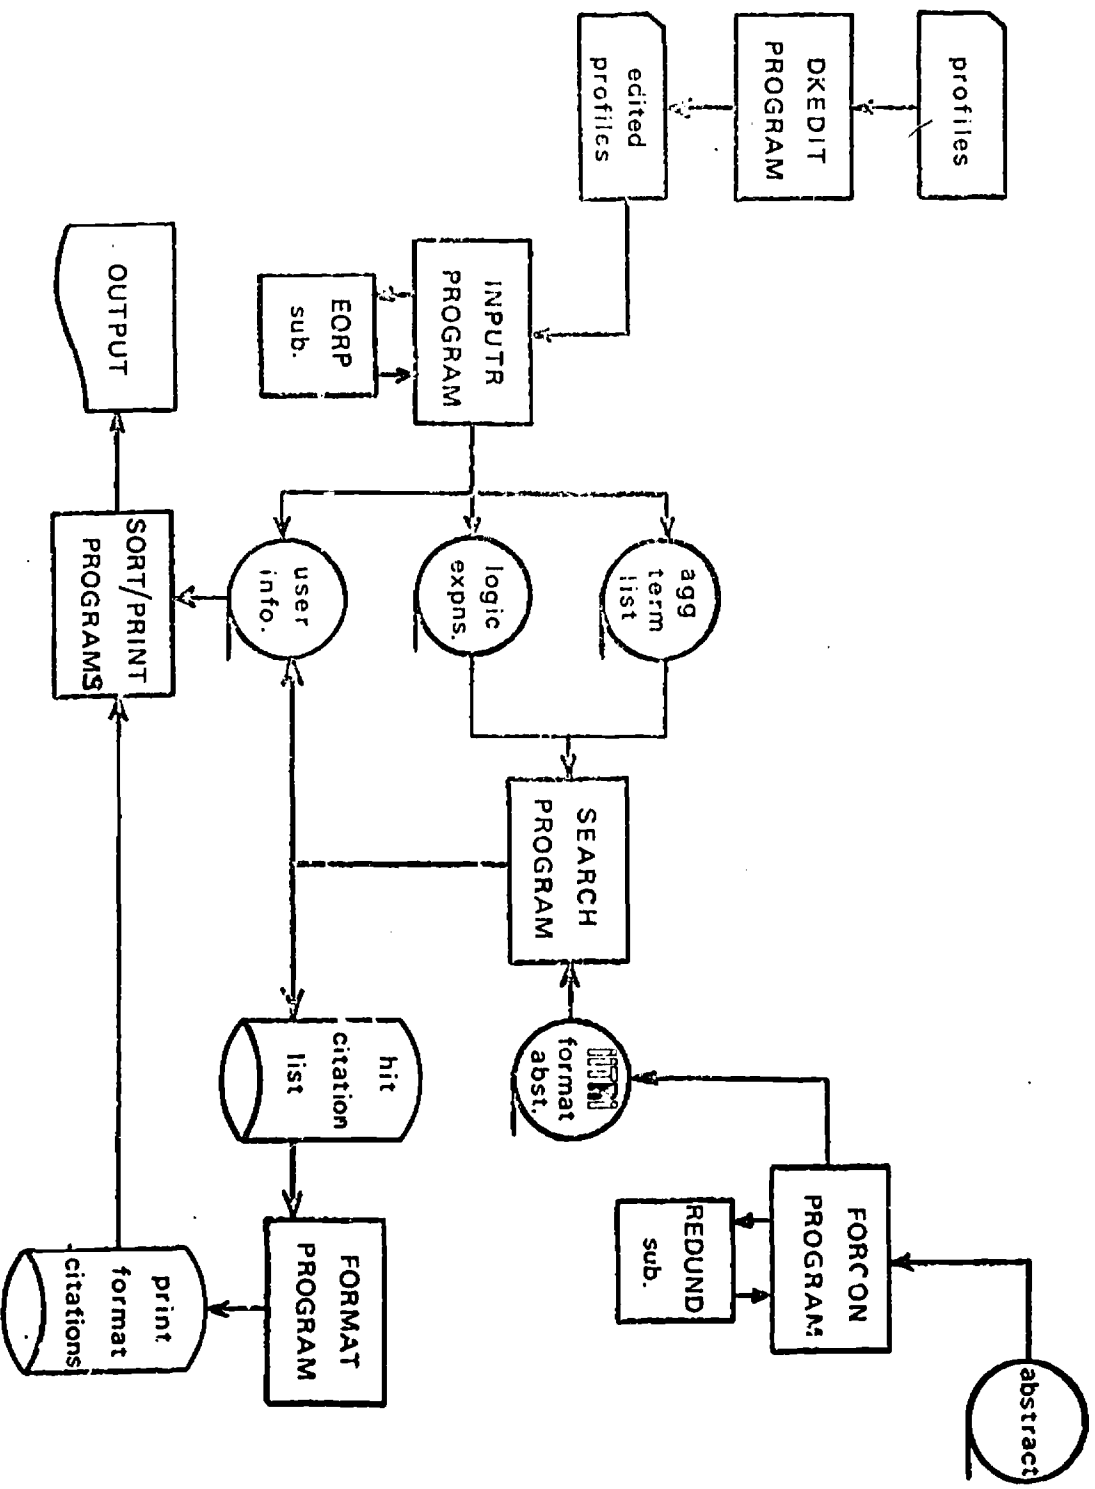 profiles
DKEDIT
PROGRAM
edited
profiles
INPUTR
PROGRAM
EORP
sub.
agg
term
list
logic
expns.
user
info.
SEARCH
PROGRAM
format
abst.
FORCON
PROGRAM
REDUND
sub.
abstract
hit
citation
list
FORMAT
PROGRAM
print
format
citations
SORT/PRINT
PROGRAMS
OUTPUT